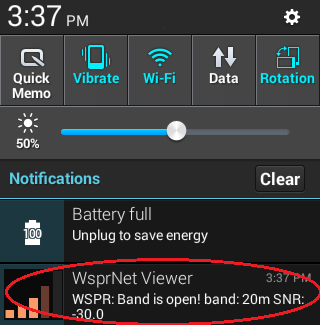 3:37 PM
Quick Memo
Vibrate
Wi-Fi
Data
Rotation
50%
Notifications
Clear
100
Battery full
Unplug to save energy
WsprNet Viewer 3:37 PM
WSPR: Band is open! band: 20m SNR:
-30.0